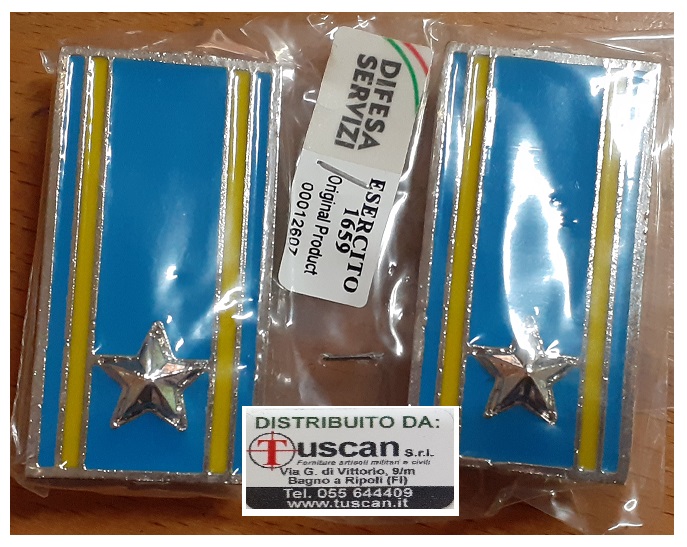 DIFESA
SERVIZI
ESERCITO
1659
Original Product
00012607
DISTRIBUITO DA:
Tuscan s.r.l.
Forniture articoli militari e civili
Via G. di Vittorio, 9/m
Bagno a Ripoli (FI)
Tel. 055 644409
www.tuscan.it